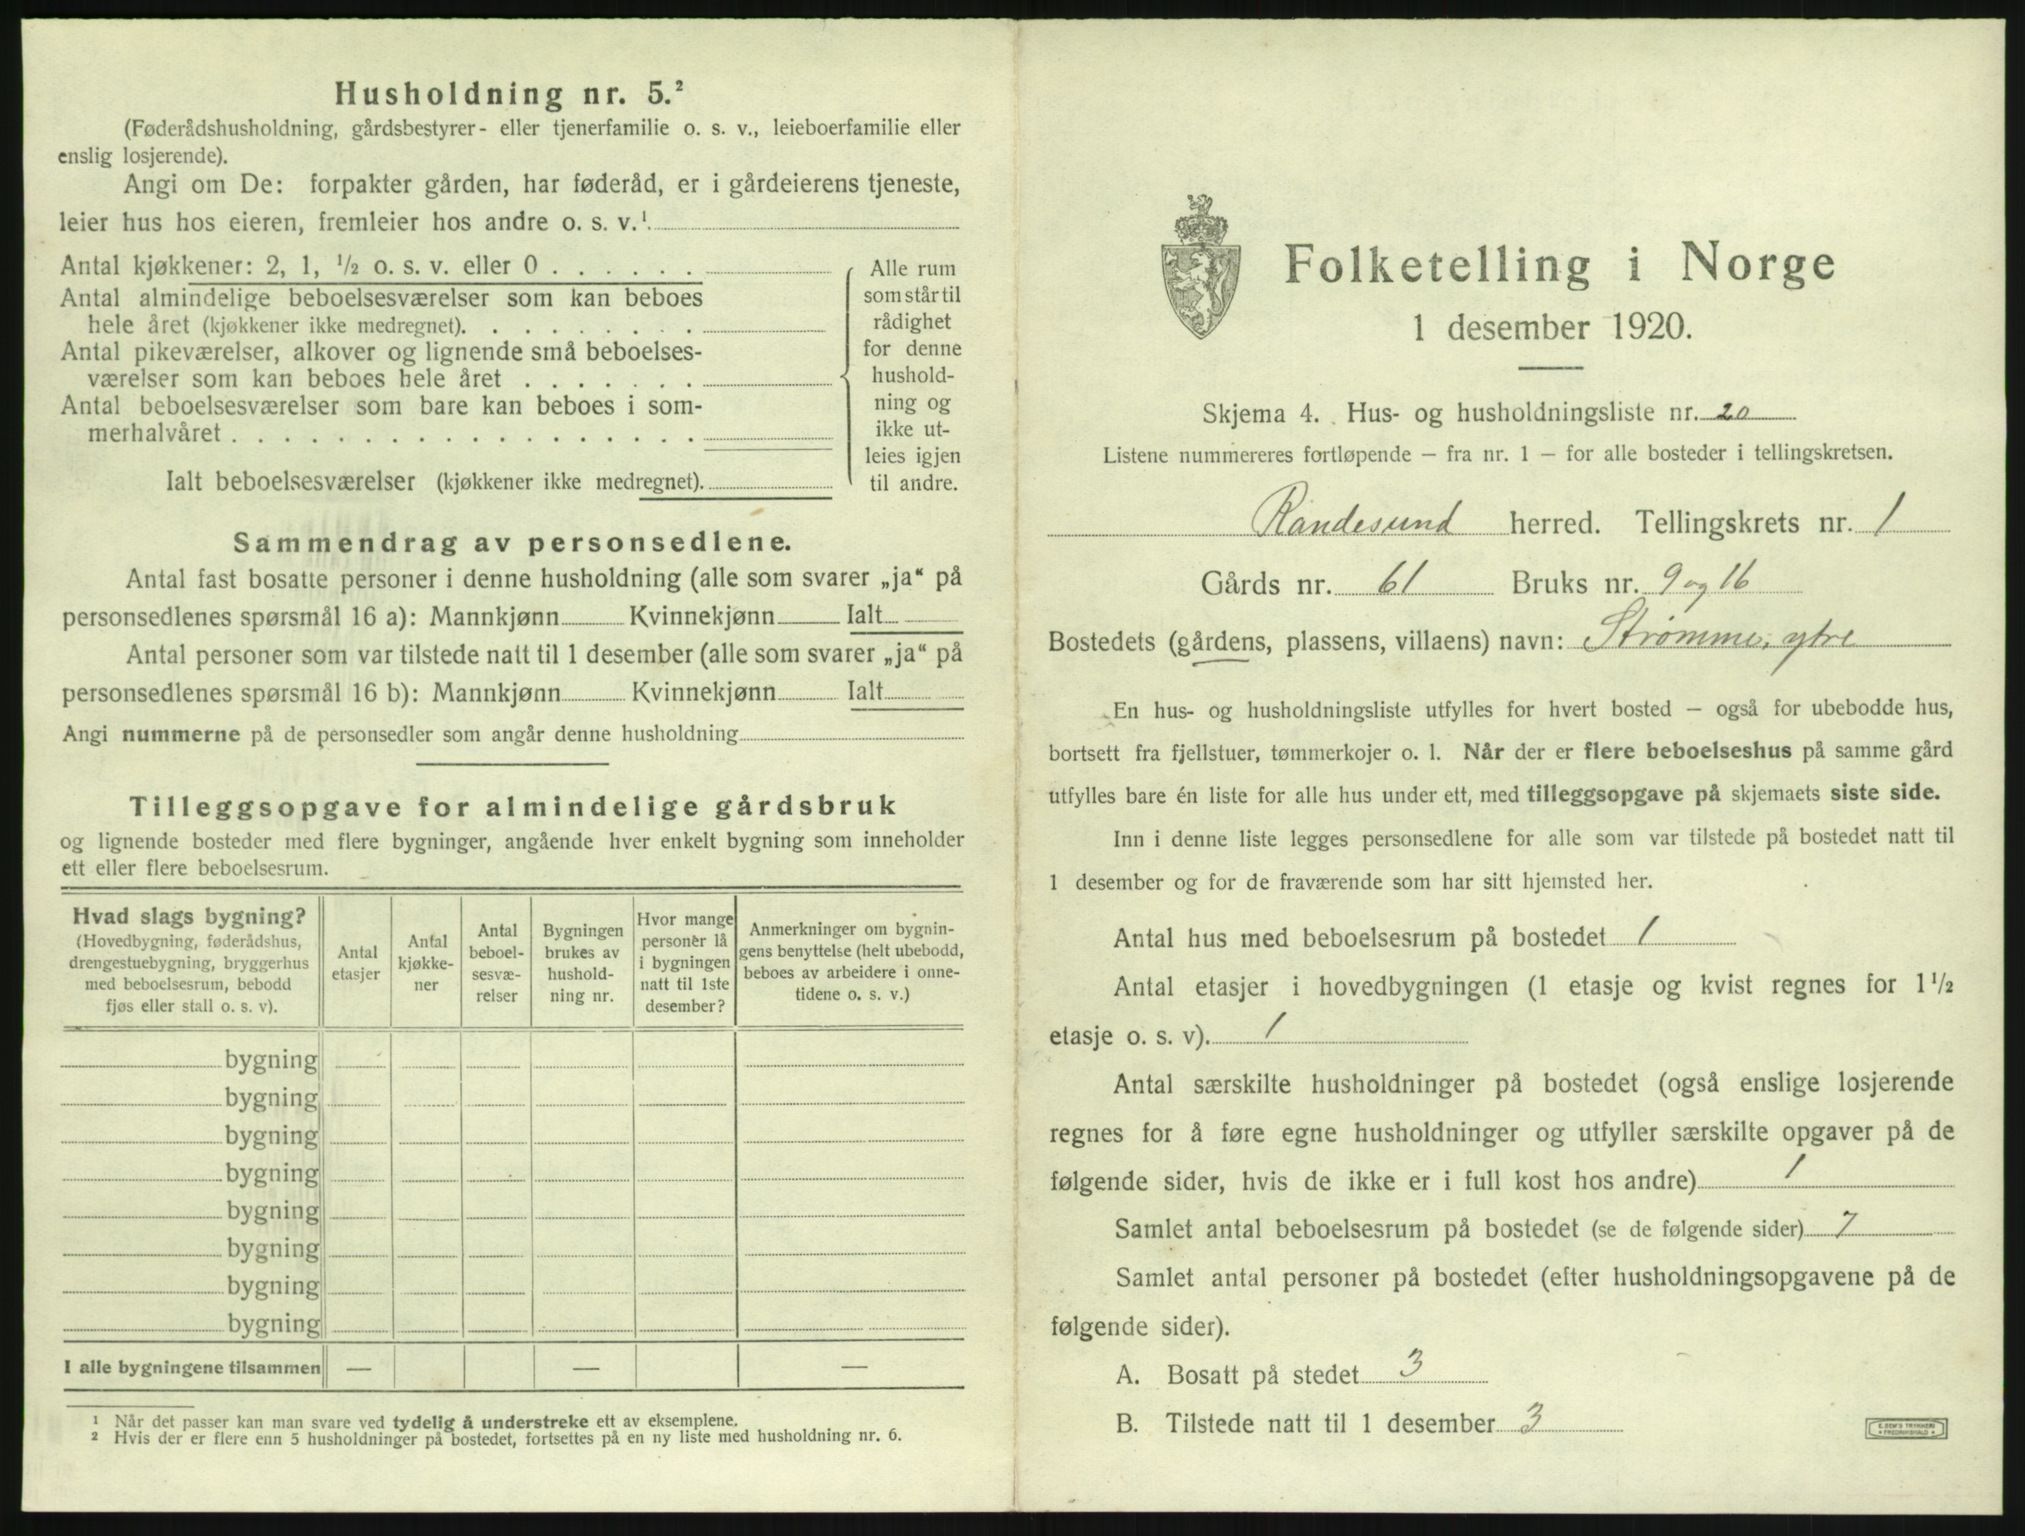 Husholdning nr. 5.²
(Føderådshusholdning, gårdsbestyrer- eller tjenerfamilie o. s. v., leieboerfamilie eller
enslig losjerende).
Angi om De: forpakter gården, har føderåd, er i gårdeierens tjeneste,
leier hus hos eieren, fremleier hos andre o. s. v.¹
Antal kjøkkener: 2, 1, ½ o. s. v. eller 0 . . . . . .
Antal almindelige beboelsesværelser som kan beboes
hele året (kjøkkener ikke medregnet). . . . . . . . .
Antal pikeværelser, alkover og lignende små beboelses-
værelser som kan beboes hele året . . . . . . .
Antal beboelsesværelser som bare kan beboes i som-
merhalvåret . . . . . . . . . . . . . . . . . .
Ialt beboelsesværelser (kjøkkener ikke medregnet).
Alle rum
som står til
rådighet
for denne
hushold-
ning og
ikke ut-
leies igjen
til andre.
Sammendrag av personsedlene.
Antal fast bosatte personer i denne husholdning (alle som svarer „ja“ på
personsedlenes spørsmål 16 a): Mannkjønn Kvinnekjønn Ialt
Antal personer som var tilstede natt til 1 desember (alle som svarer „ja“ på
personsedlenes spørsmål 16 b): Mannkjønn Kvinnekjønn Ialt
Angi nummerne på de personsedler som angår denne husholdning
Tilleggsopgave for almindelige gårdsbruk
og lignende bosteder med flere bygninger, angående hver enkelt bygning som inneholder
ett eller flere beboelsesrum.
Hvad slags bygning?
(Hovedbygning, føderådshus,
drengestuebygning, bryggerhus
med beboelsesrum, bebodd
fjøs eller stall o. s. v).
Antal
etasjer
Antal
kjøkke-
ner
Antal
beboel-
sesvæ-
relser
Bygningen
brukes av
hushold-
ning nr.
Hvor mange
personer lå
i bygningen
natt til 1ste
desember?
Anmerkninger om bygnin-
gens benyttelse (helt ubebodd,
beboes av arbeidere i onne-
tidene o. s. v.)
bygning
bygning
bygning
bygning
bygning
bygning
bygning
bygning
I alle bygningene tilsammen — — —
¹ Når det passer kan man svare ved tydelig å understreke ett av eksemplene.
² Hvis der er flere enn 5 husholdninger på bostedet, fortsettes på en ny liste med husholdning nr. 6.
Folketelling i Norge
1 desember 1920.
Skjema 4. Hus- og husholdningsliste nr. 20
Listene nummereres fortløpende – fra nr. 1 – for alle bosteder i tellingskretsen.
Randesund herred. Tellingskrets nr. 1
Gårds nr. 61 Bruks nr. 9 og 16
Bostedets (gårdens, plassens, villaens) navn: Strømme, ytre
En hus- og husholdningsliste utfylles for hvert bosted – også for ubebodde hus,
bortsett fra fjellstuer, tømmerkojer o. l. Når der er flere beboelseshus på samme gård
utfylles bare én liste for alle hus under ett, med tilleggsopgave på skjemaets siste side.
Inn i denne liste legges personsedlene for alle som var tilstede på bostedet natt til
1 desember og for de fraværende som har sitt hjemsted her.
Antal hus med beboelsesrum på bostedet 1
Antal etasjer i hovedbygningen (1 etasje og kvist regnes for 1½
etasje o. s. v). 1
Antal særskilte husholdninger på bostedet (også enslige losjerende
regnes for å føre egne husholdninger og utfyller særskilte opgaver på de
følgende sider, hvis de ikke er i full kost hos andre) 1
Samlet antal beboelsesrum på bostedet (se de følgende sider) 7
Samlet antal personer på bostedet (efter husholdningsopgavene på de
følgende sider).
A. Bosatt på stedet 3
B. Tilstede natt til 1 desember 3
E. SEM'S TRYKKERI
FREDRIKSHALD